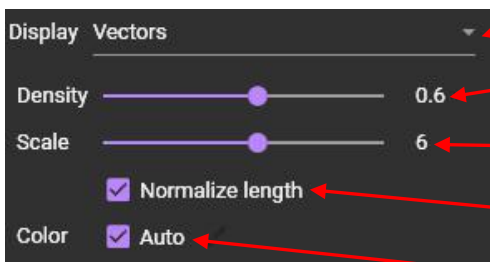 Display Vectors
Density 0.6
Scale 6
Normalize length
Color Auto